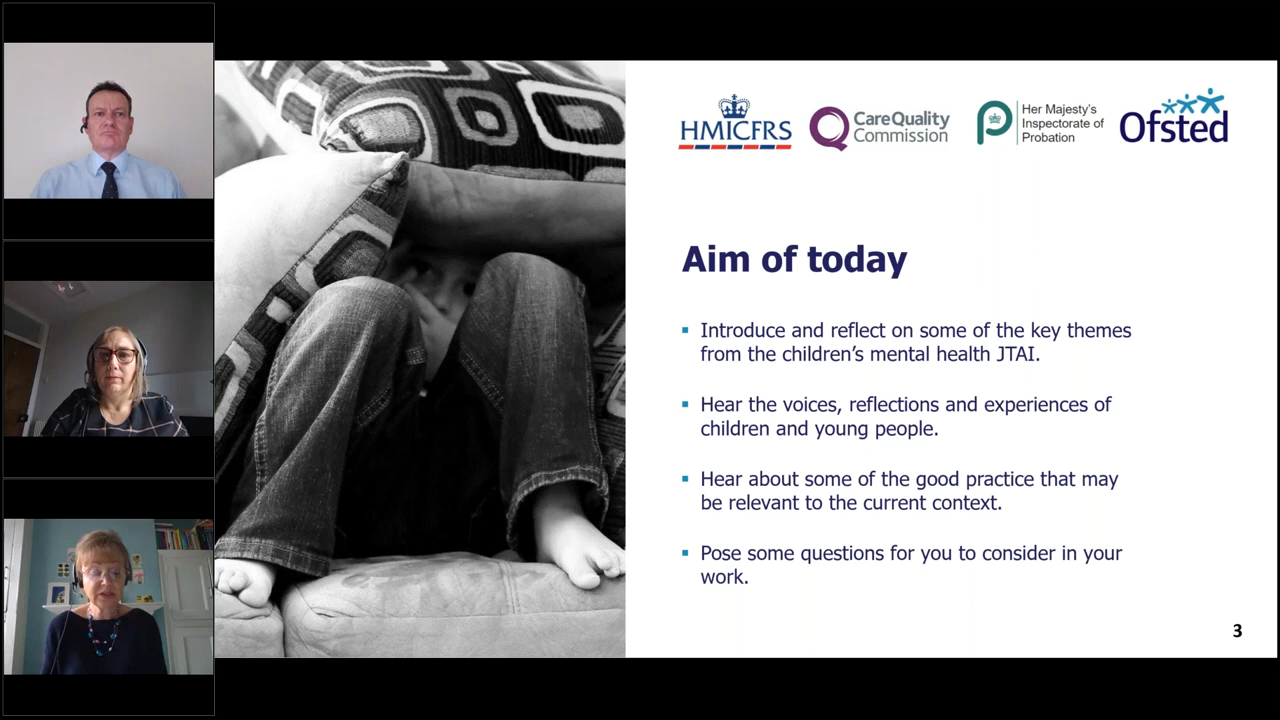 HMICFRS
CareQuality
Commission
Her Majesty's
Inspectorate of
Probation
Ofsted
Aim of today
Introduce and reflect on some of the key themes
from the children’s mental health JTAI.
Hear the voices, reflections and experiences of
children and young people.
Hear about some of the good practice that may
be relevant to the current context.
Pose some questions for you to consider in your
work.
3